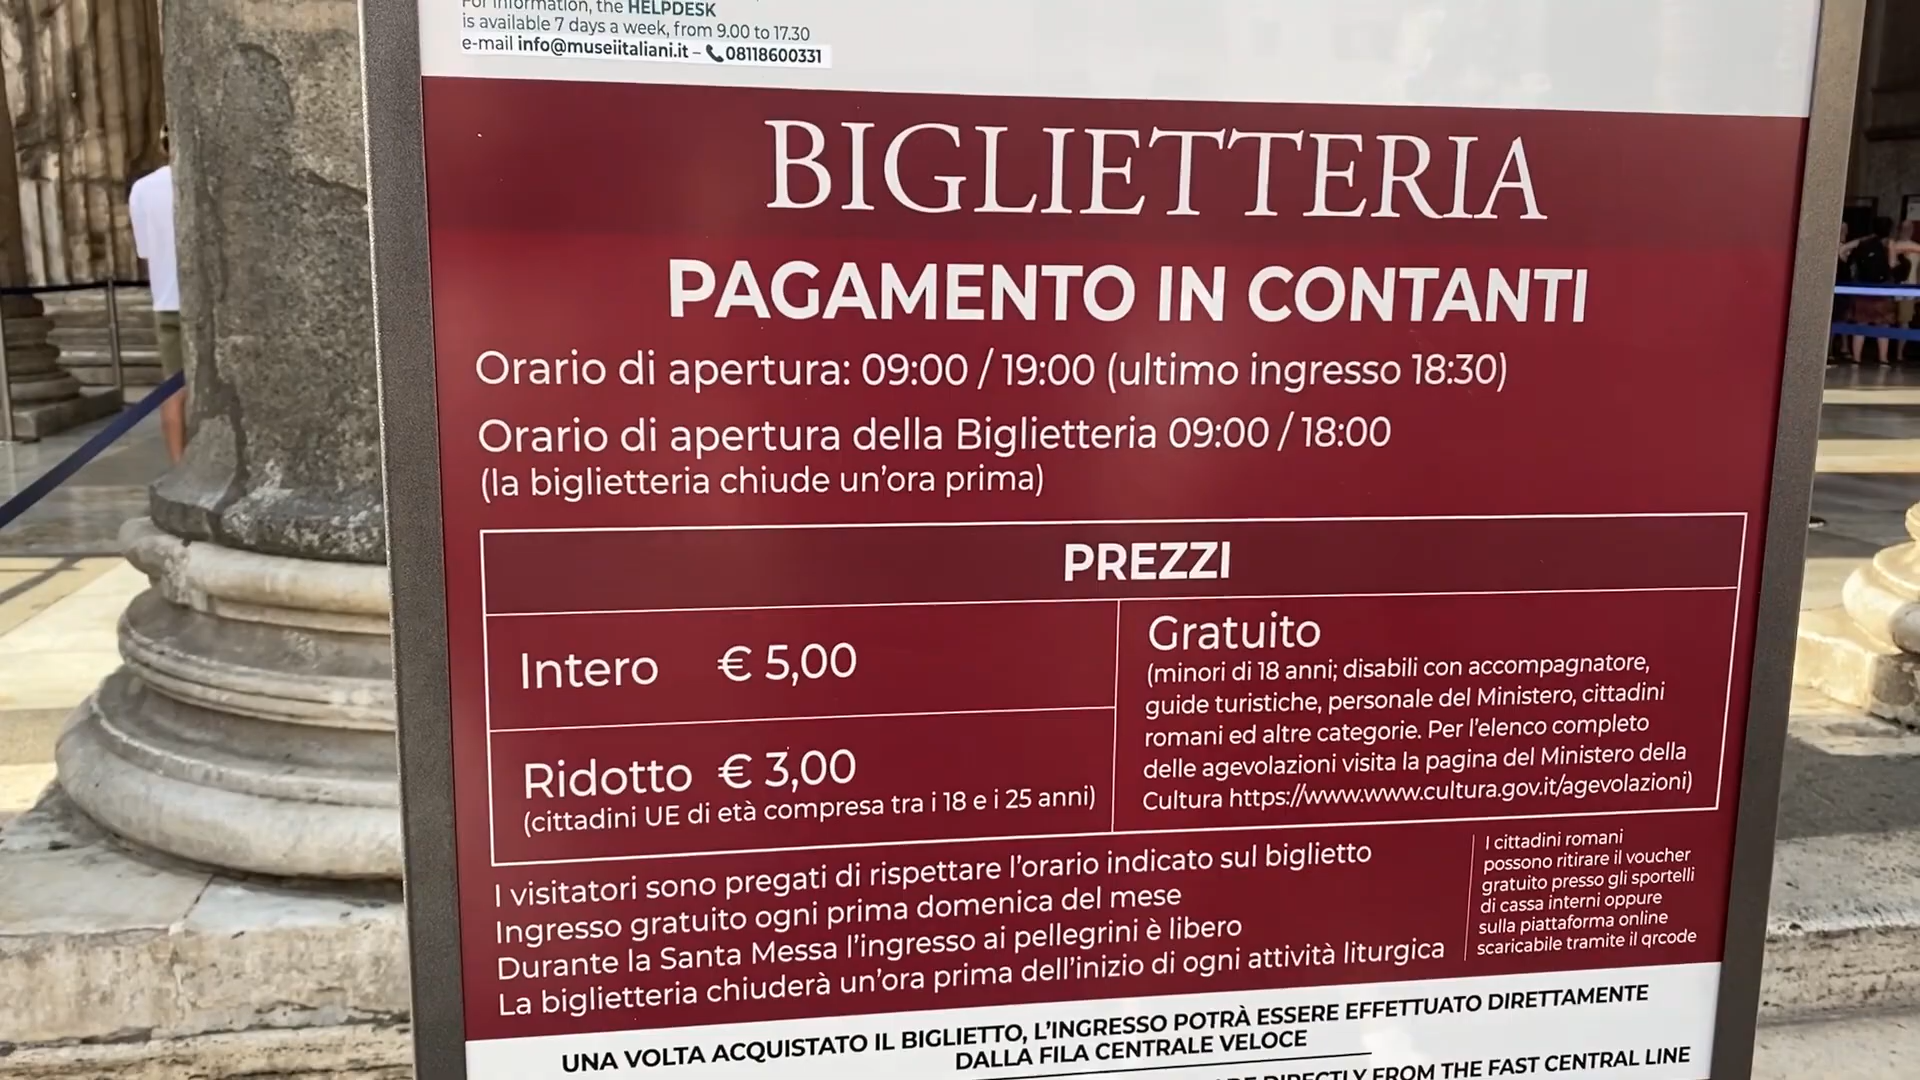 For information, the HELPDESK
is available 7 days a week, from 9.00 to 17.30
e-mail info@museiitaliani.it – 08118600331
BIGLIETTERIA
PAGAMENTO IN CONTANTI
Orario di apertura: 09:00 / 19:00 (ultimo ingresso 18:30)
Orario di apertura della Biglietteria 09:00 / 18:00
(la biglietteria chiude un'ora prima)
PREZZI
Intero € 5,00
Ridotto € 3,00
(cittadini UE di età compresa tra i 18 e i 25 anni)
Gratuito
(minori di 18 anni; disabili con accompagnatore,
guide turistiche, personale del Ministero, cittadini
romani ed altre categorie. Per l'elenco completo
delle agevolazioni visita la pagina del Ministero della
Cultura https://www.www.cultura.gov.it/agevolazioni)
I visitatori sono pregati di rispettare l'orario indicato sul biglietto
Ingresso gratuito ogni prima domenica del mese
Durante la Santa Messa l'ingresso ai pellegrini è libero
La biglietteria chiuderà un'ora prima dell'inizio di ogni attività liturgica
I cittadini romani
possono ritirare il voucher
gratuito presso gli sportelli
di cassa interni oppure
sulla piattaforma online
scaricabile tramite il qrcode
UNA VOLTA ACQUISTATO IL BIGLIETTO, L'INGRESSO POTRÀ ESSERE EFFETTUATO DIRETTAMENTE
DALLA FILA CENTRALE VELOCE
DIRECTLY FROM THE FAST CENTRAL LINE